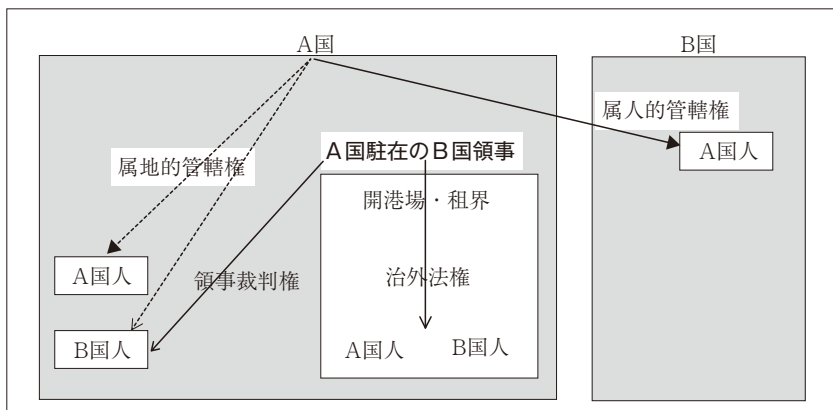 A国
B国
属人的管轄権
A国人
A国駐在のB国領事
属地的管轄権
開港場・租界
A国人
領事裁判権
治外法権
B国人
A国人
B国人